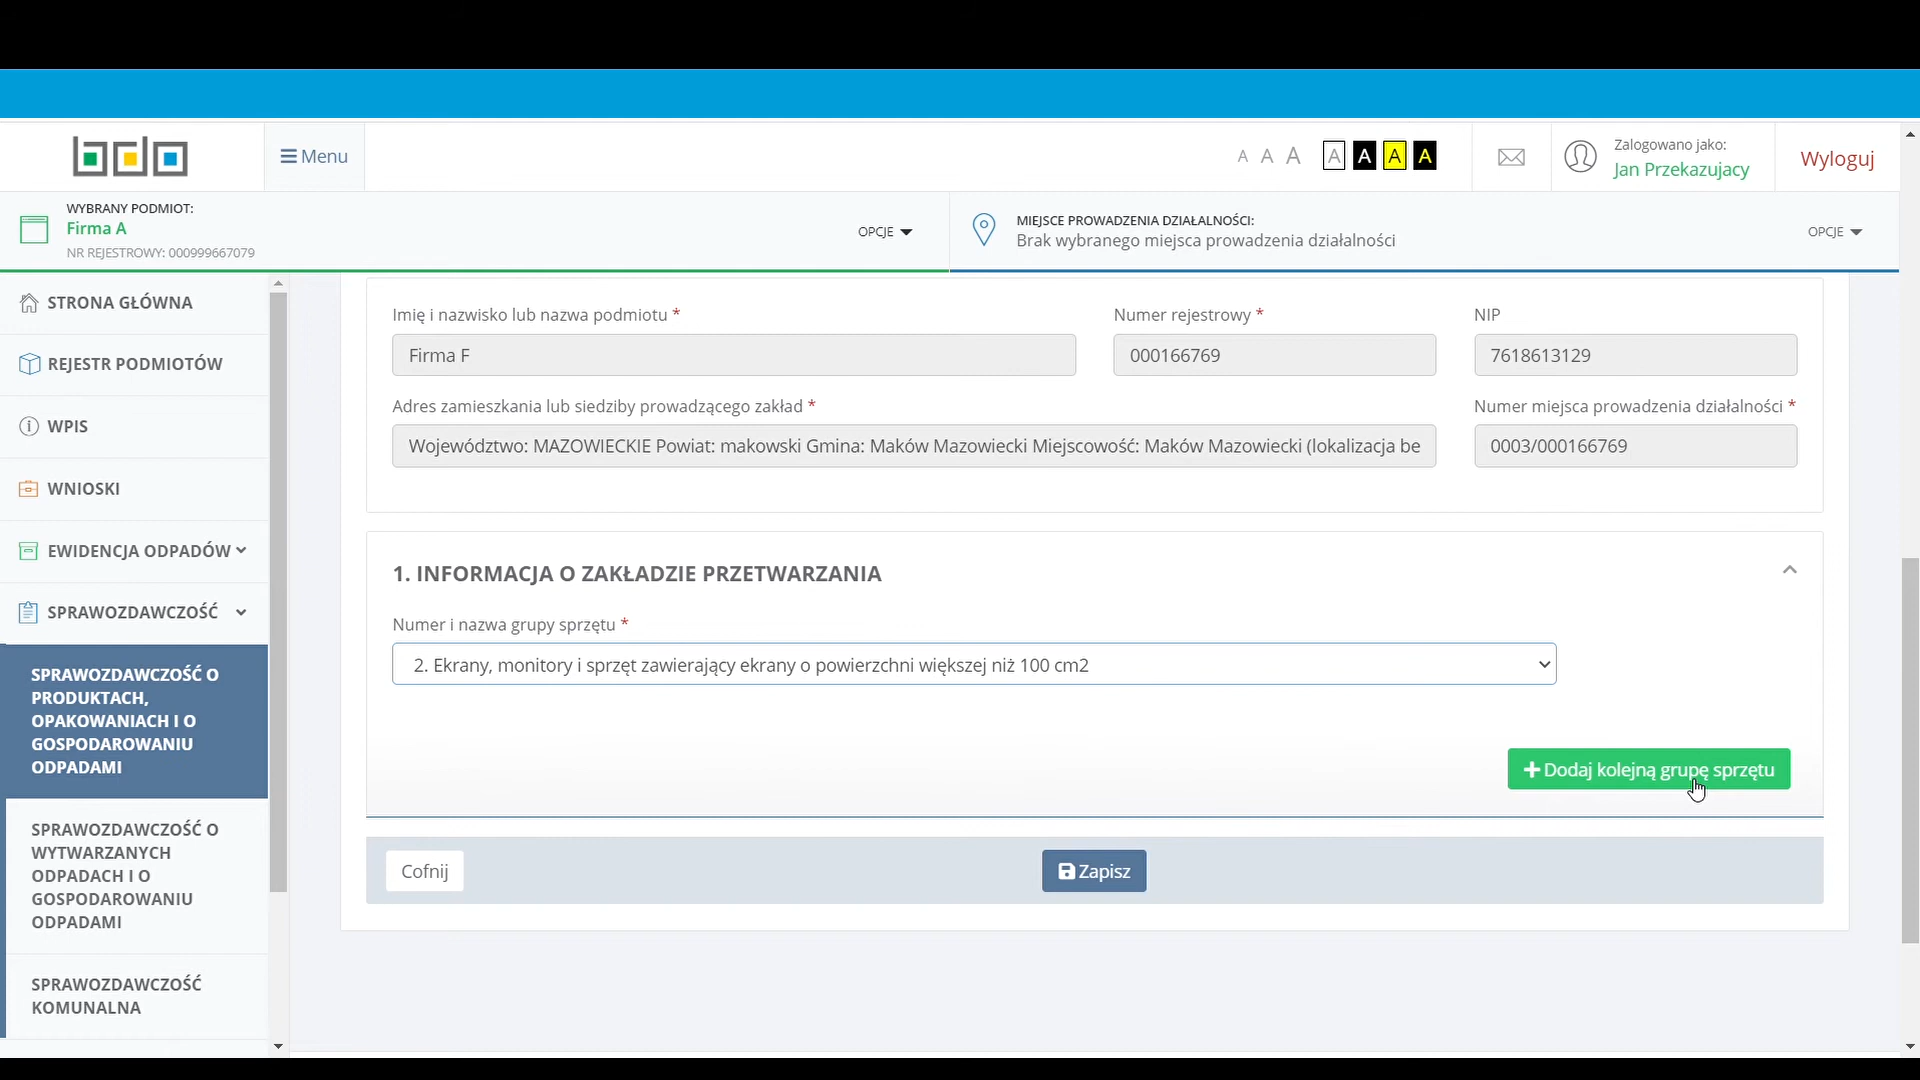 bdo
Menu
A A A A A A A
Zalogowano jako:
Jan Przekazujacy
Wyloguj
WYBRANY PODMIOT:
Firma A
NR REJESTROWY: 000999667079
OPCJE
MIEJSCE PROWADZENIA DZIAŁALNOŚCI:
Brak wybranego miejsca prowadzenia działalności
OPCJE
STRONA GŁÓWNA
REJESTR PODMIOTÓW
WPIS
WNIOSKI
EWIDENCJA ODPADÓW
SPRAWOZDAWCZOŚĆ
SPRAWOZDAWCZOŚĆ O
PRODUKTACH,
OPAKOWANIACH I O
GOSPODAROWANIU
ODPADAMI
SPRAWOZDAWCZOŚĆ O
WYTWARZANYCH
ODPADACH I O
GOSPODAROWANIU
ODPADAMI
SPRAWOZDAWCZOŚĆ
KOMUNALNA
Imię i nazwisko lub nazwa podmiotu *
Numer rejestrowy *
NIP
Firma F
000166769
7618613129
Adres zamieszkania lub siedziby prowadzącego zakład *
Numer miejsca prowadzenia działalności *
Województwo: MAZOWIECKIE Powiat: makowski Gmina: Maków Mazowiecki Miejscowość: Maków Mazowiecki (lokalizacja be
0003/000166769
1. INFORMACJA O ZAKŁADZIE PRZETWARZANIA
Numer i nazwa grupy sprzętu *
2. Ekrany, monitory i sprzęt zawierający ekrany o powierzchni większej niż 100 cm2
+ Dodaj kolejną grupę sprzętu
Cofnij
Zapisz